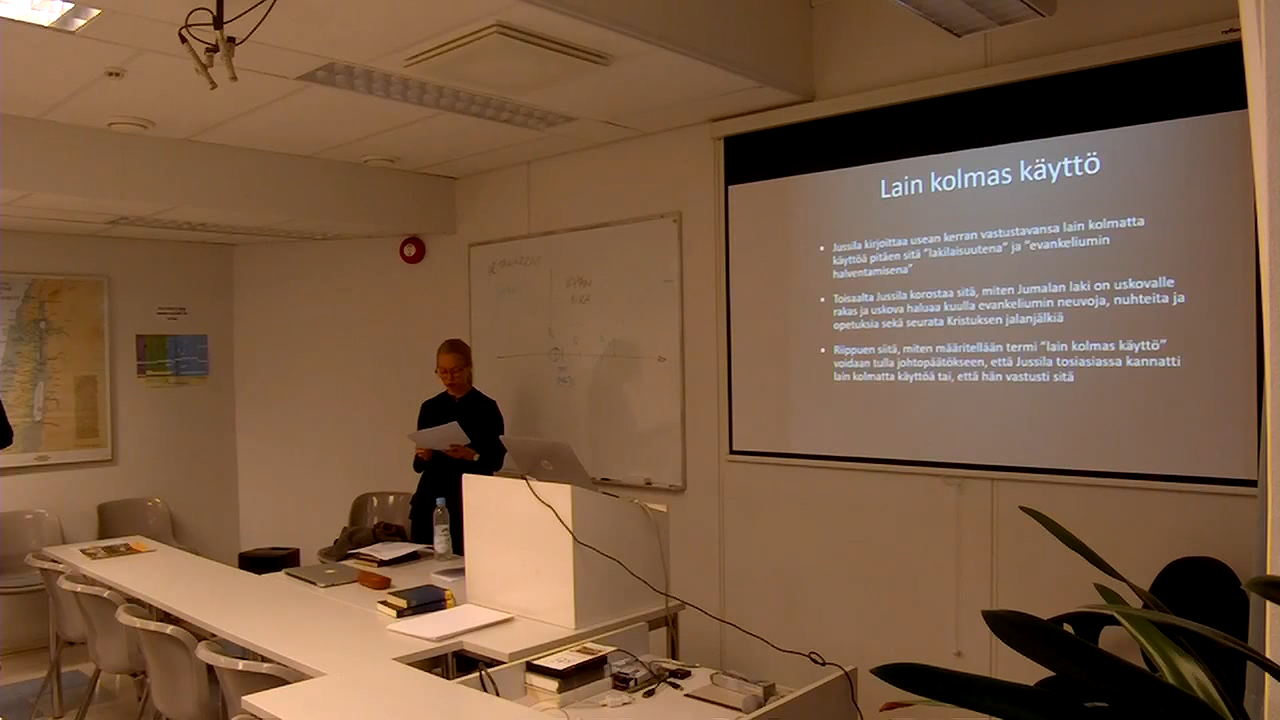 Lain kolmas käyttö
• Jussila kirjoittaa usean kerran vastustavansa lain kolmatta
käyttöä pitäen sitä "lakilaisuutena" ja "evankeliumin
halventamisena"
• Toisaalta Jussila korostaa sitä, miten Jumalan laki on uskovalle
rakas ja uskova haluaa kuulla evankeliumin neuvoja, nuhteita ja
opetuksia sekä seurata Kristuksen jalanjälkiä
• Riippuen siitä, miten määritellään termi "lain kolmas käyttö"
voidaan tulla johtopäätökseen, että Jussila tosiasiassa kannatti
lain kolmatta käyttöä tai, että hän vastusti sitä